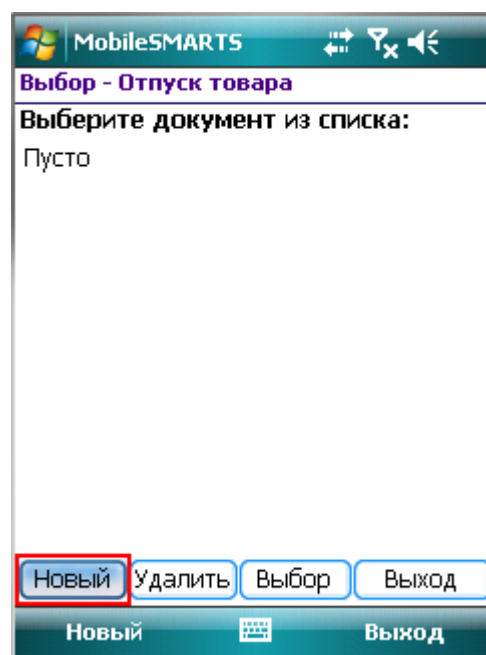 MobileSMARTS
Выбор - Отпуск товара
Выберите документ из списка:
Пусто
Новый Удалить Выбор Выход
Новый Выход